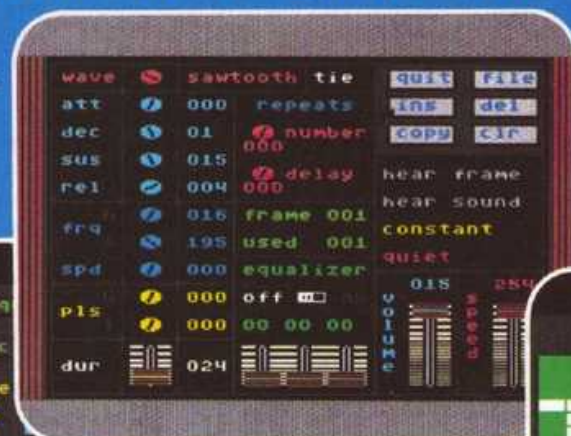 wave sawtooth tie quit file
att 000 repeats ins del
dec 01 number copy clr
000
sus 015 delay hear frame
rel 004 000 hear sound
frq 016 frame 001 constant
195 used 001 quiet
spd 000 equalizer 015
pls 000 off volume speed
000 00 00 00
dur 024